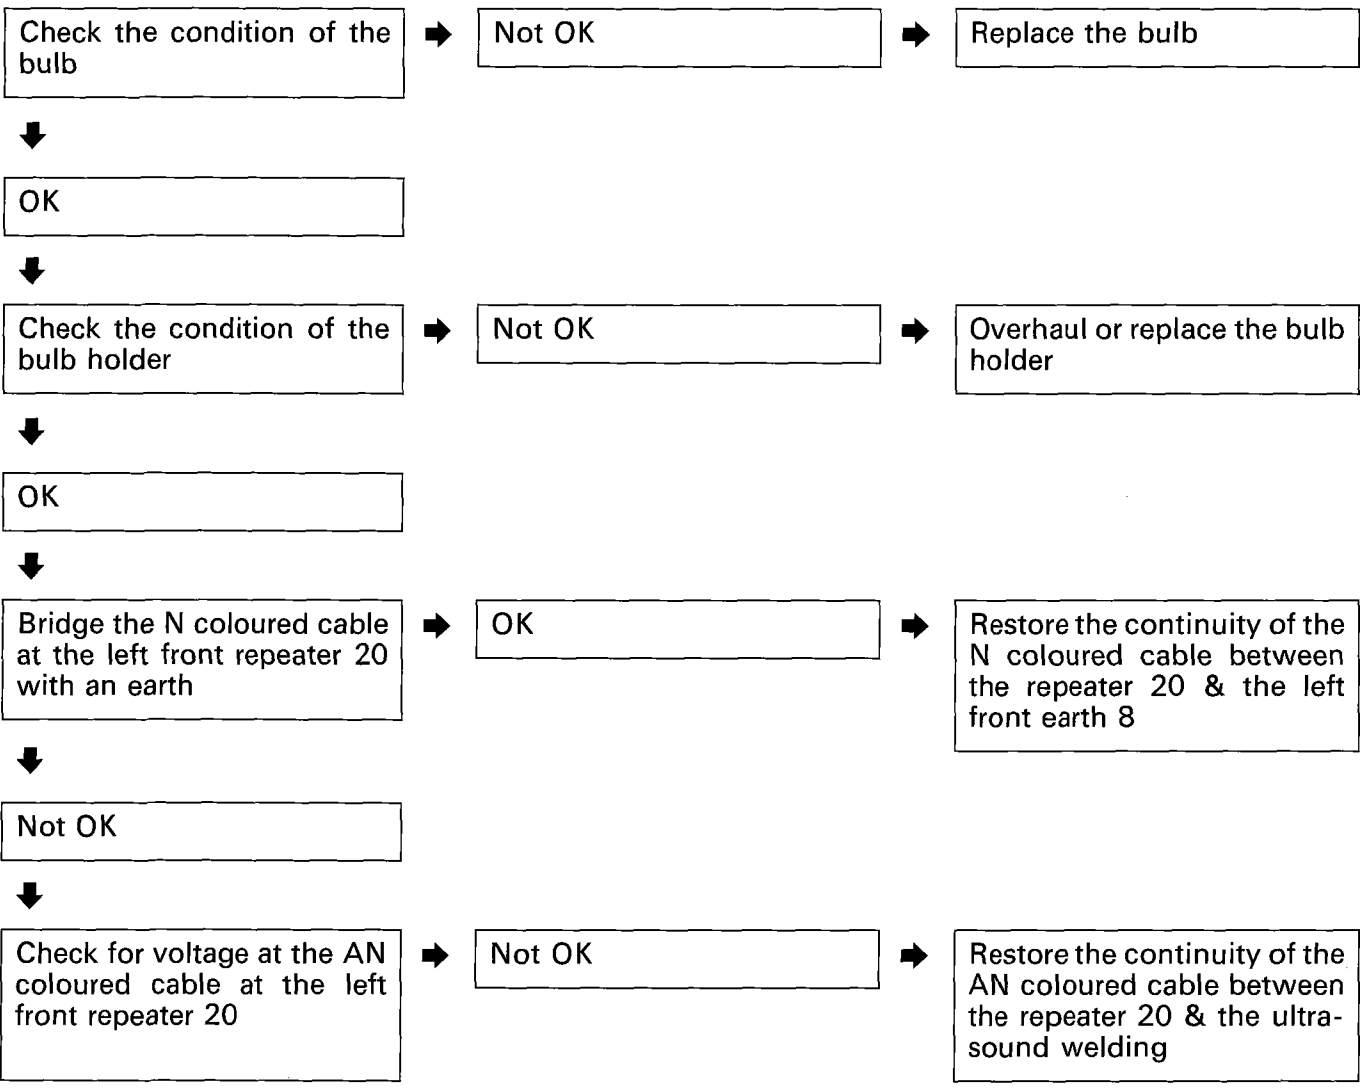 Check the condition of the
bulb
Not OK
Replace the bulb
OK
Check the condition of the
bulb holder
Not OK
Overhaul or replace the bulb
holder
OK
Bridge the N coloured cable
at the left front repeater 20
with an earth
OK
Restore the continuity of the
N coloured cable between
the repeater 20 & the left
front earth 8
Not OK
Check for voltage at the AN
coloured cable at the left
front repeater 20
Not OK
Restore the continuity of the
AN coloured cable between
the repeater 20 & the ultra-
sound welding